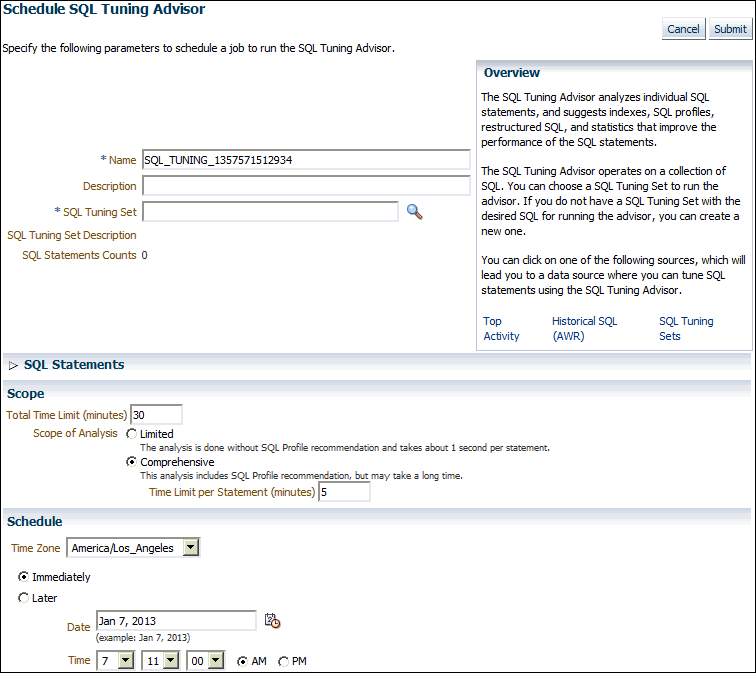 Schedule SQL Tuning Advisor
Cancel
Submit
Specify the following parameters to schedule a job to run the SQL Tuning Advisor.
* Name SQL_TUNING_1357571512934
Description
* SQL Tuning Set
SQL Tuning Set Description
SQL Statements Counts 0
Overview
The SQL Tuning Advisor analyzes individual SQL
statements, and suggests indexes, SQL profiles,
restructured SQL, and statistics that improve the
performance of the SQL statements.
The SQL Tuning Advisor operates on a collection of
SQL. You can choose a SQL Tuning Set to run the
advisor. If you do not have a SQL Tuning Set with the
desired SQL for running the advisor, you can create a
new one.
You can click on one of the following sources, which will
lead you to a data source where you can tune SQL
statements using the SQL Tuning Advisor.
Top Historical SQL SQL Tuning
Activity (AWR) Sets
SQL Statements
Scope
Total Time Limit (minutes) 30
Scope of Analysis Limited
The analysis is done without SQL Profile recommendation and takes about 1 second per statement.
Comprehensive
This analysis includes SQL Profile recommendation, but may take a long time.
Time Limit per Statement (minutes) 5
Schedule
Time Zone America/Los_Angeles
Immediately
Later
Date Jan 7, 2013
(example: Jan 7, 2013)
Time 7 11 00 AM PM